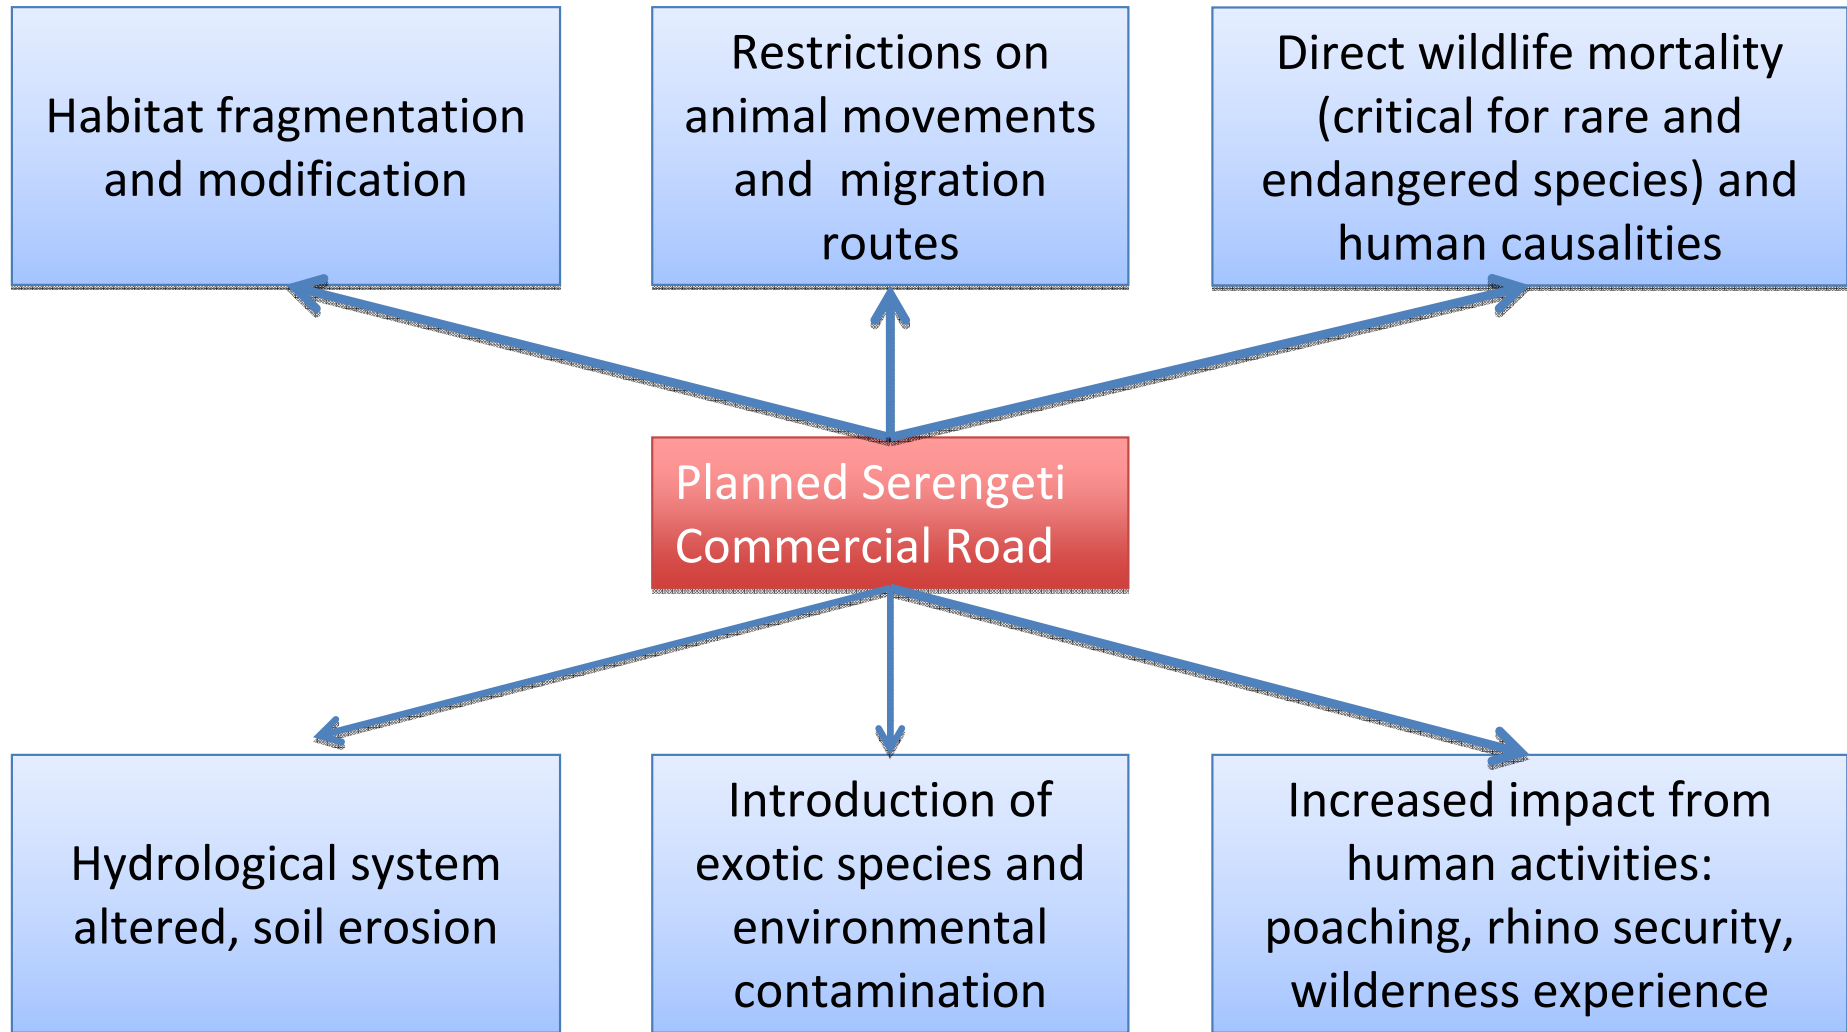 Habitat fragmentation
and modification
Restrictions on
animal movements
and  migration
routes
Direct wildlife mortality
(critical for rare and
endangered species) and
human causalities
Planned Serengeti
Commercial Road
Hydrological system
altered, soil erosion
Introduction of
exotic species and
environmental
contamination
Increased impact from
human activities:
poaching, rhino security,
wilderness experience